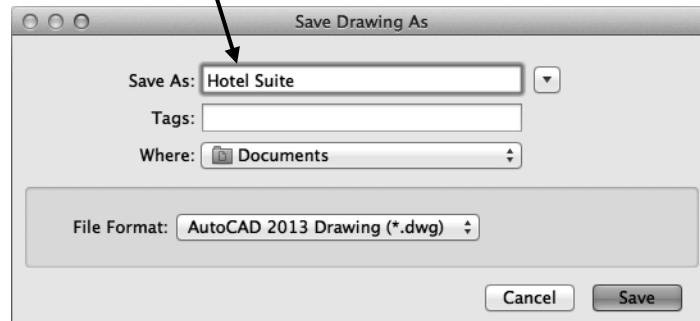 Save Drawing As
Save As: Hotel Suite
Tags:
Where: Documents
File Format: AutoCAD 2013 Drawing (*.dwg)
Cancel Save